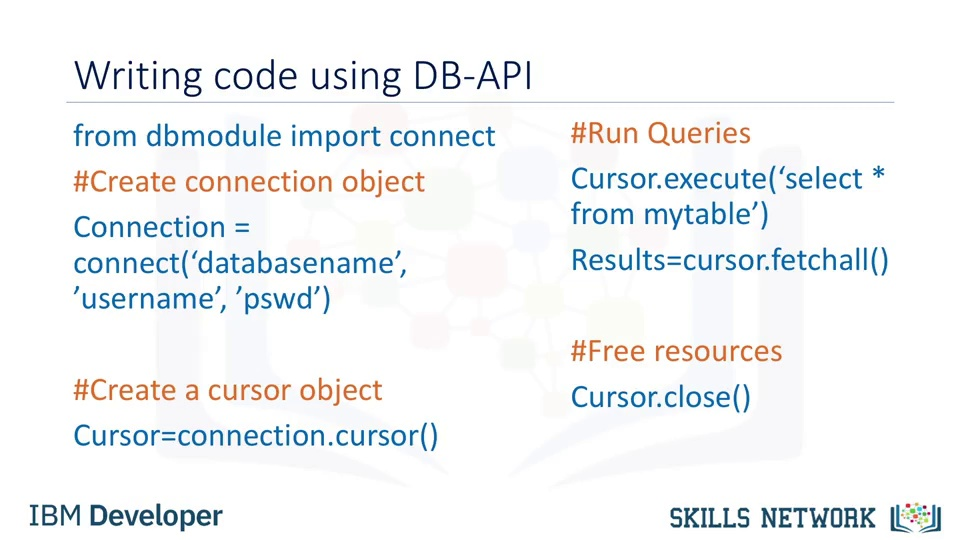 Writing code using DB-API
from dbmodule import connect
#Create connection object
Connection =
connect(‘databasename’,
’username’, ’pswd’)
#Create a cursor object
Cursor=connection.cursor()
#Run Queries
Cursor.execute(‘select *
from mytable’)
Results=cursor.fetchall()
#Free resources
Cursor.close()
IBM Developer
SKILLS NETWORK